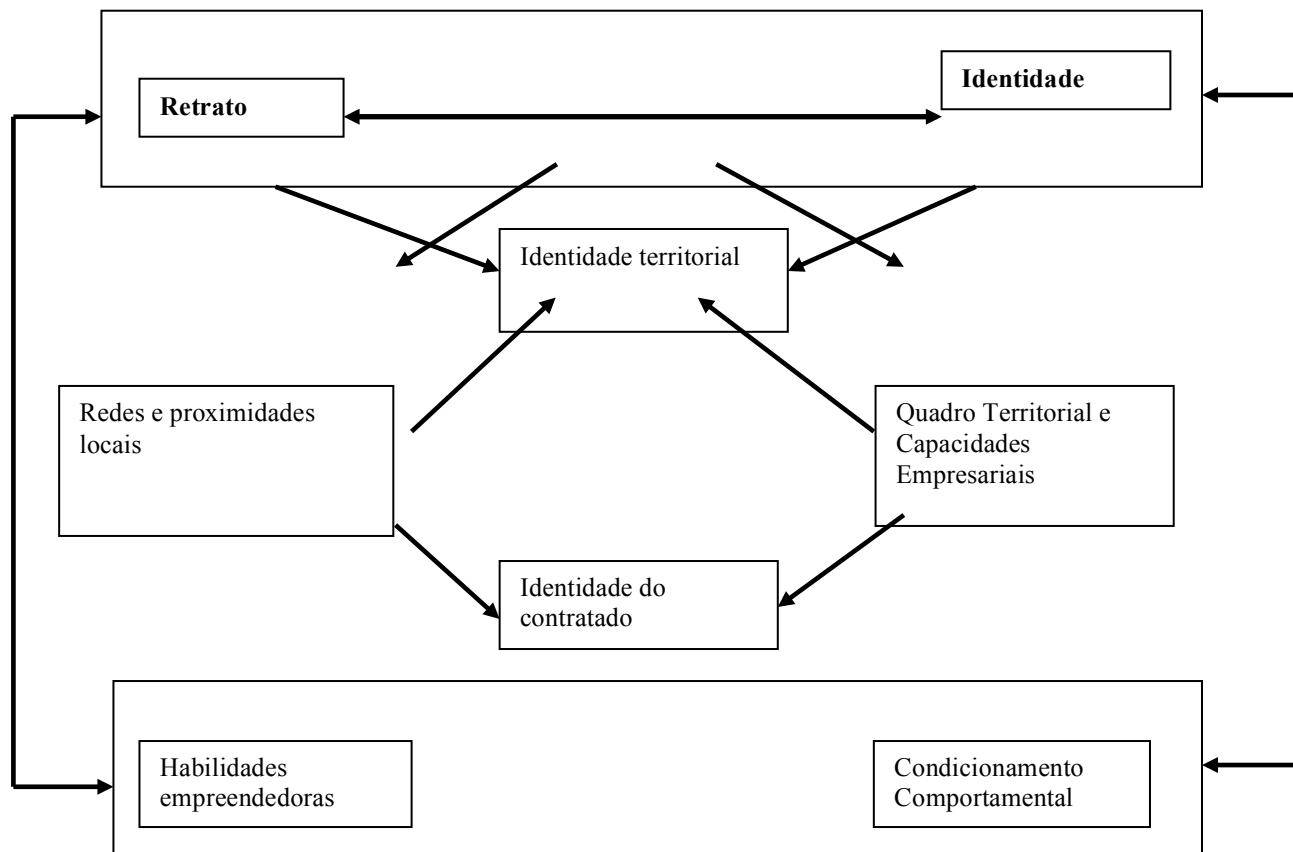 Retrato
Identidade
Identidade territorial
Redes e proximidades
locais
Quadro Territorial e
Capacidades
Empresariais
Identidade do
contratado
Habilidades
empreendedoras
Condicionamento
Comportamental